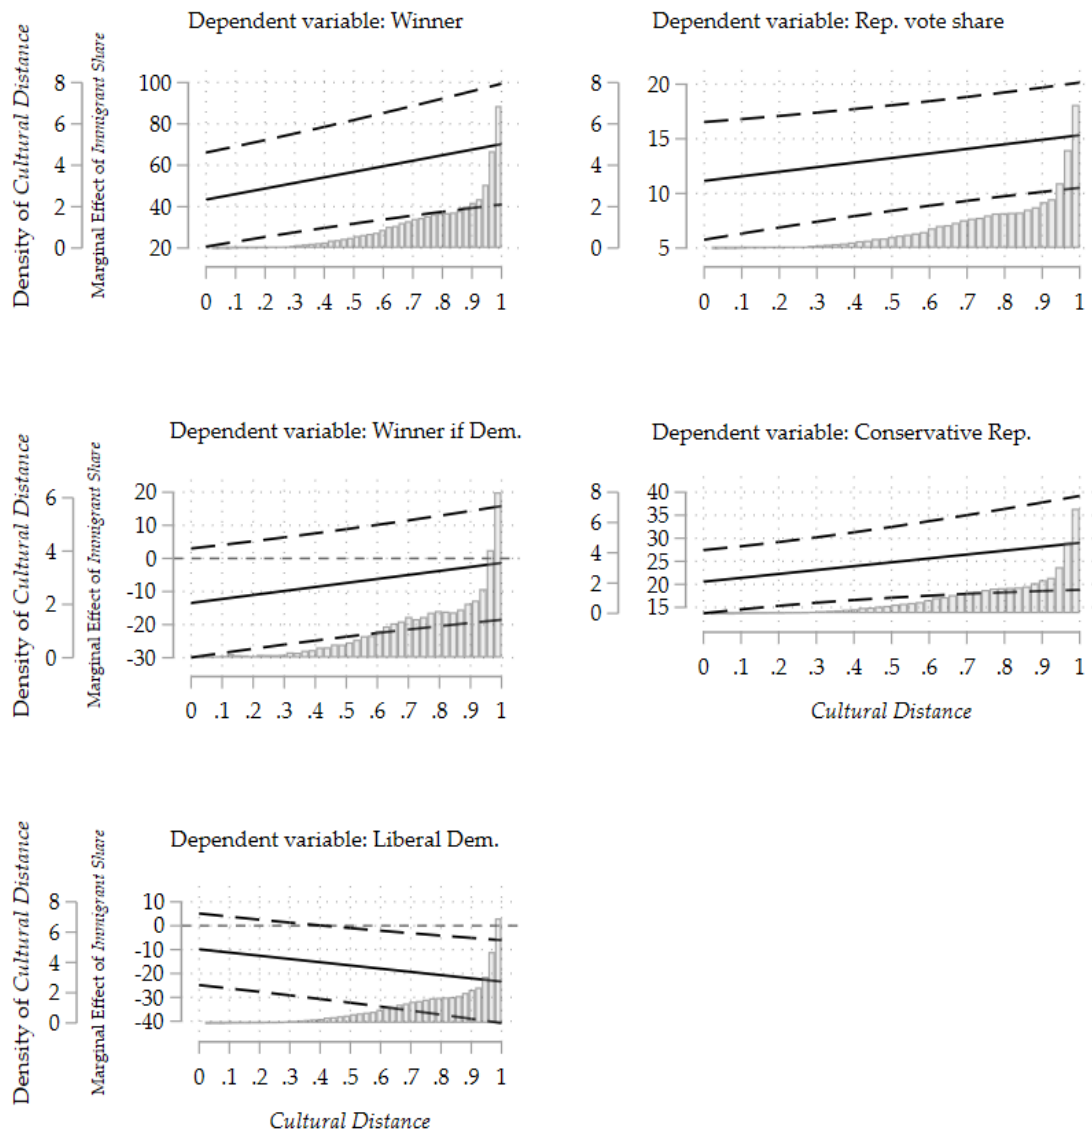 Dependent variable: Winner
Density of Cultural Distance
Marginal Effect of Immigrant Share
8
6
4
2
0
100
80
60
40
20
0 .1 .2 .3 .4 .5 .6 .7 .8 .9 1
Dependent variable: Rep. vote share
8
6
4
2
0
20
15
10
5
0 .1 .2 .3 .4 .5 .6 .7 .8 .9 1
Dependent variable: Winner if Dem.
Density of Cultural Distance
Marginal Effect of Immigrant Share
6
4
2
0
20
10
0
-10
-20
-30
0 .1 .2 .3 .4 .5 .6 .7 .8 .9 1
Dependent variable: Conservative Rep.
8
6
4
2
0
40
35
30
25
20
15
0 .1 .2 .3 .4 .5 .6 .7 .8 .9 1
Cultural Distance
Dependent variable: Liberal Dem.
Density of Cultural Distance
Marginal Effect of Immigrant Share
8
6
4
2
0
10
0
-10
-20
-30
-40
0 .1 .2 .3 .4 .5 .6 .7 .8 .9 1
Cultural Distance